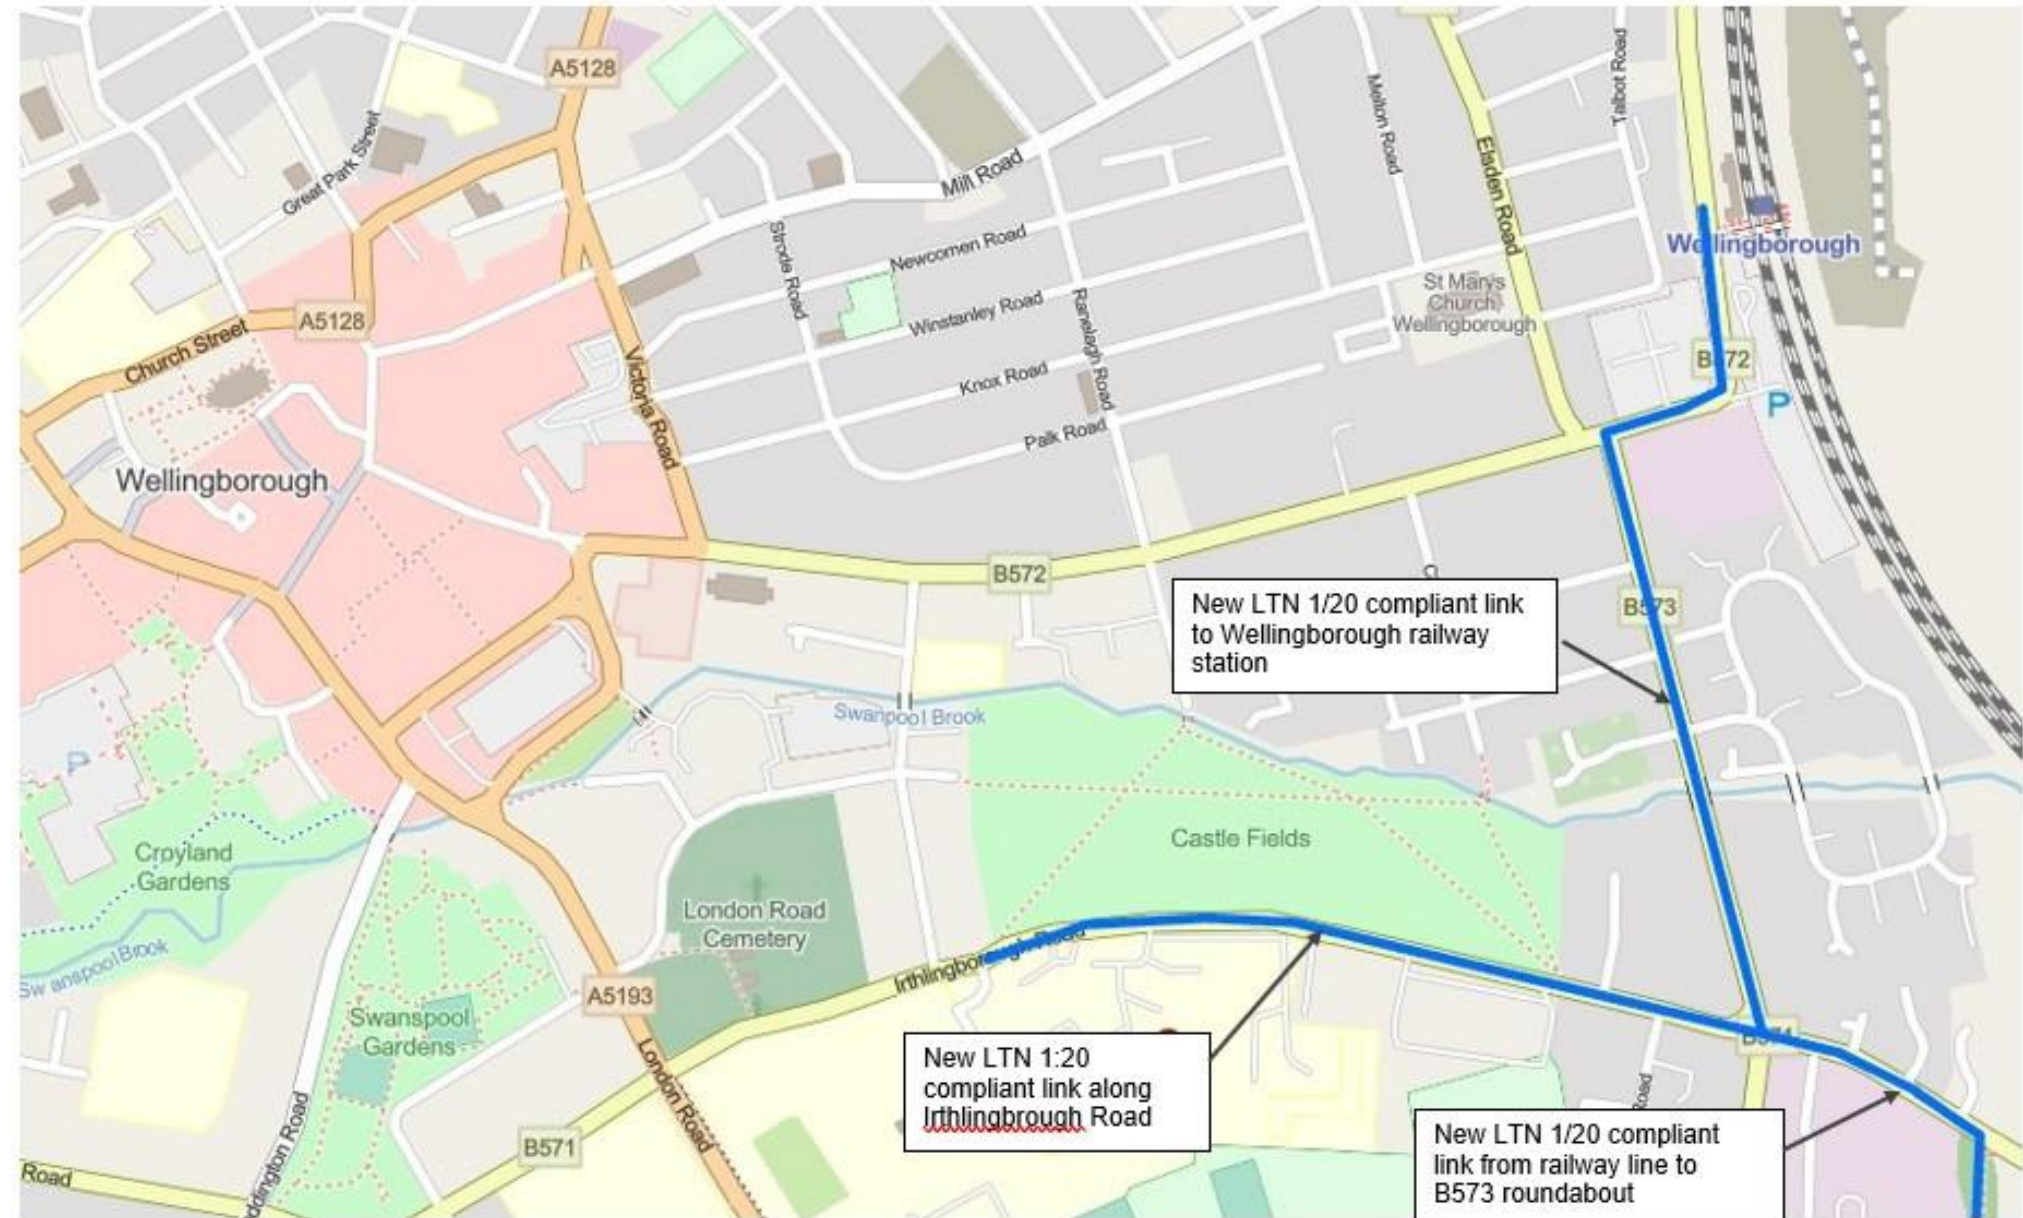 A5128
Great Park Street
Mill Road
Melton Road
Elsden Road
Talbot Road
Strode Road
Newcomen Road
Wellingborough
St Marys
Church,
Wellingborough
Winstanley Road
Ranelagh Road
A5128
Church Street
Victoria Road
Knox Road
P
Palk Road
Wellingborough
B572
New LTN 1/20 compliant link
to Wellingborough railway
station
Swanpool Brook
P
Castle Fields
Croyland
Gardens
London Road
Cemetery
Swanspool Brook
Irthlingborough Road
A5193
Swanspool
Gardens
London Road
New LTN 1:20
compliant link along
Irthlingbrough Road
Road
New LTN 1/20 compliant
link from railway line to
B573 roundabout
B571
Road